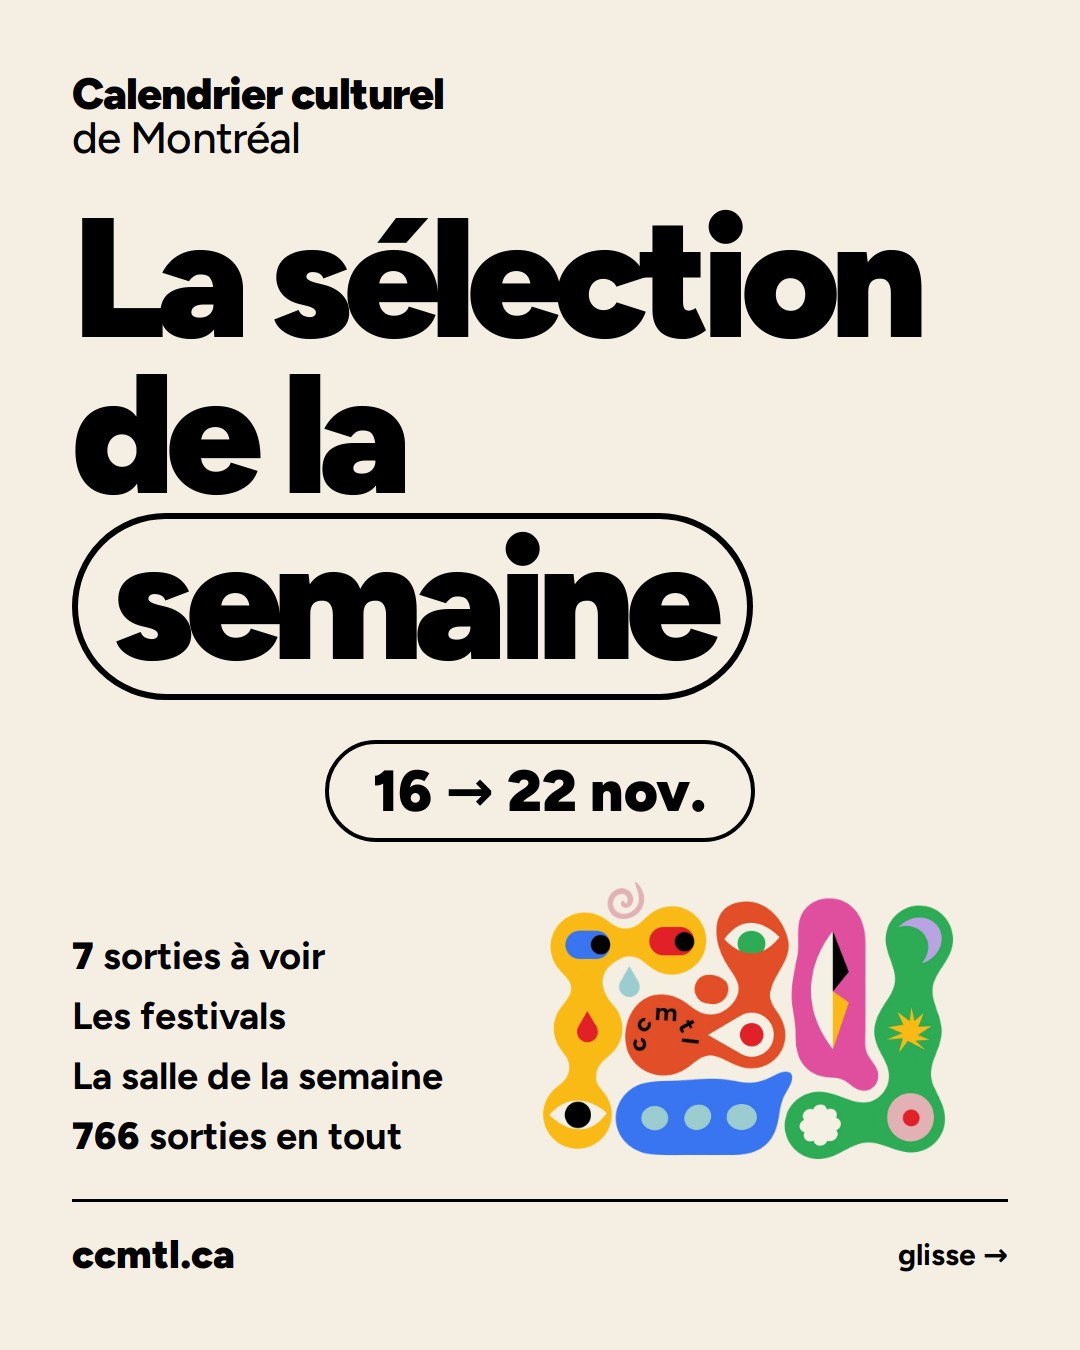 Calendrier culturel
de Montréal
La sélection
de la
semaine
16 → 22 nov.
7 sorties à voir
Les festivals
La salle de la semaine
766 sorties en tout
ccmtl
ccmtl.ca
glisse →